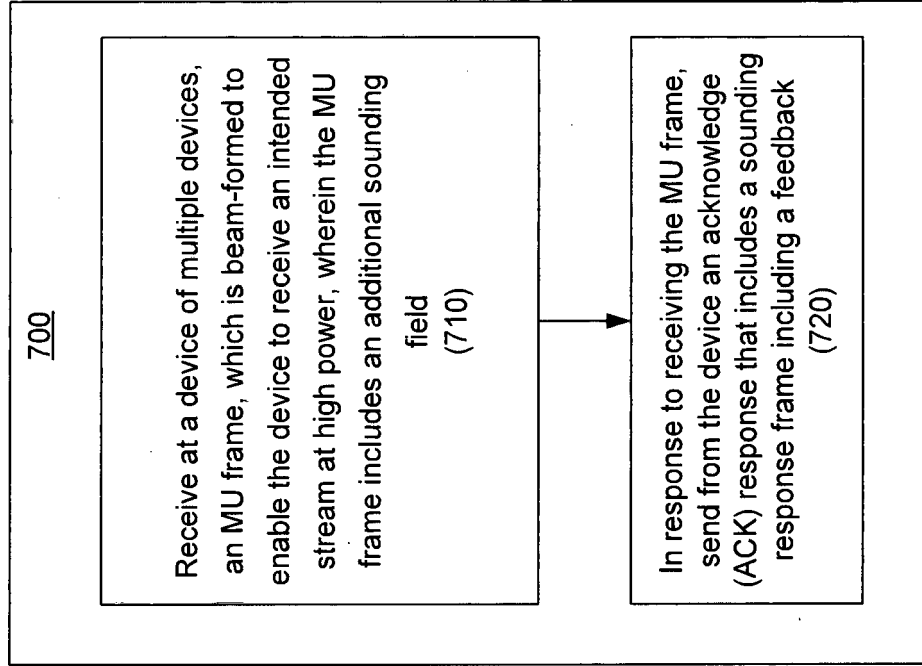 700
Receive at a device of multiple devices,
an MU frame, which is beam-formed to
enable the device to receive an intended
stream at high power, wherein the MU
frame includes an additional sounding
field
(710)
In response to receiving the MU frame,
send from the device an acknowledge
(ACK) response that includes a sounding
response frame including a feedback
(720)